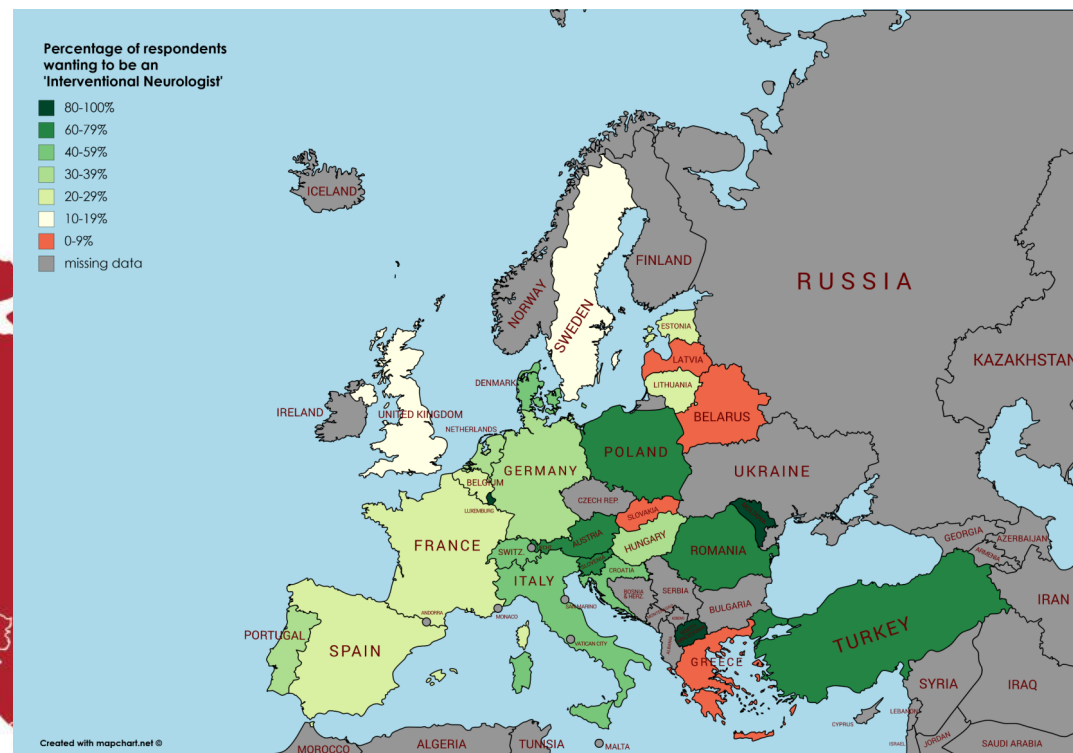 Percentage of respondents
wanting to be an
'Interventional Neurologist'
80-100%
60-79%
40-59%
30-39%
20-29%
10-19%
0-9%
missing data
ICELAND
NORWAY
SWEDEN
FINLAND
RUSSIA
ESTONIA
LATVIA
LITHUANIA
BELARUS
KAZAKHSTAN
DENMARK
IRELAND
UNITED KINGDOM
NETHERLANDS
BELGIUM
LUXEMBURG
GERMANY
POLAND
CZECH REP.
SLOVAKIA
UKRAINE
FRANCE
SWITZ.
AUSTRIA
HUNGARY
SLOVENIA
CROATIA
ROMANIA
ITALY
BOSNIA
& HERZ.
SERBIA
BULGARIA
GEORGIA
AZERBAIJAN
ARMENIA
ANDORRA
MONACO
SAN MARINO
VATICAN CITY
PORTUGAL
SPAIN
ALBANIA
GREECE
TURKEY
IRAN
SYRIA
IRAQ
CYPRUS
LEBANON
ISRAEL
JORDAN
SAUDI ARABIA
MOROCCO
ALGERIA
TUNISIA
MALTA
Created with mapchart.net ©